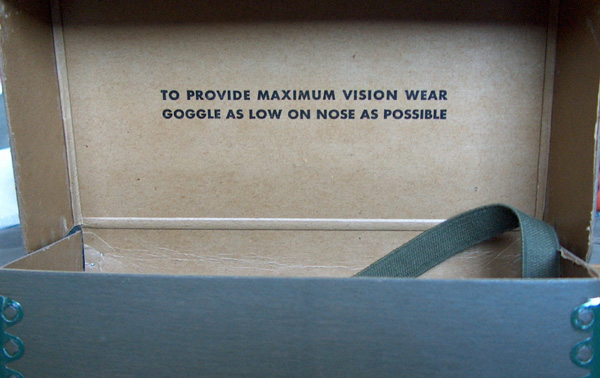 TO PROVIDE MAXIMUM VISION WEAR
GOGGLE AS LOW ON NOSE AS POSSIBLE